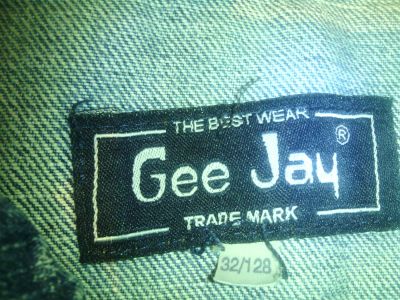 THE BEST WEAR
Gee Jay ®
TRADE MARK
32/128